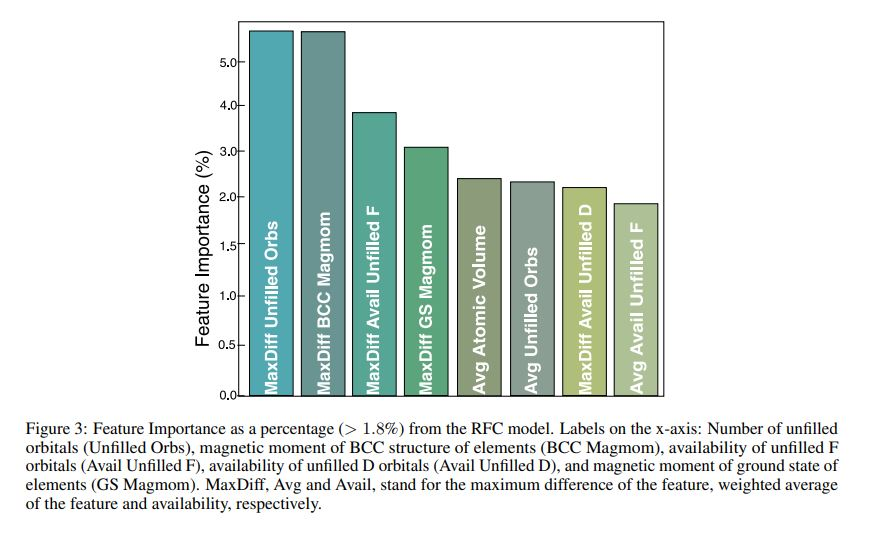 5.0
4.0
3.0
2.0
1.5
1.0
0.5
0.0
Feature Importance (%)
MaxDiff Unfilled Orbs
MaxDiff BCC Magmom
MaxDiff Avail Unfilled F
MaxDiff GS Magmom
Avg Atomic Volume
Avg Unfilled Orbs
MaxDiff Avail Unfilled D
Avg Avail Unfilled F
Figure 3: Feature Importance as a percentage (> 1.8%) from the RFC model. Labels on the x-axis: Number of unfilled
orbitals (Unfilled Orbs), magnetic moment of BCC structure of elements (BCC Magmom), availability of unfilled F
orbitals (Avail Unfilled F), availability of unfilled D orbitals (Avail Unfilled D), and magnetic moment of ground state of
elements (GS Magmom). MaxDiff, Avg and Avail, stand for the maximum difference of the feature, weighted average
of the feature and availability, respectively.